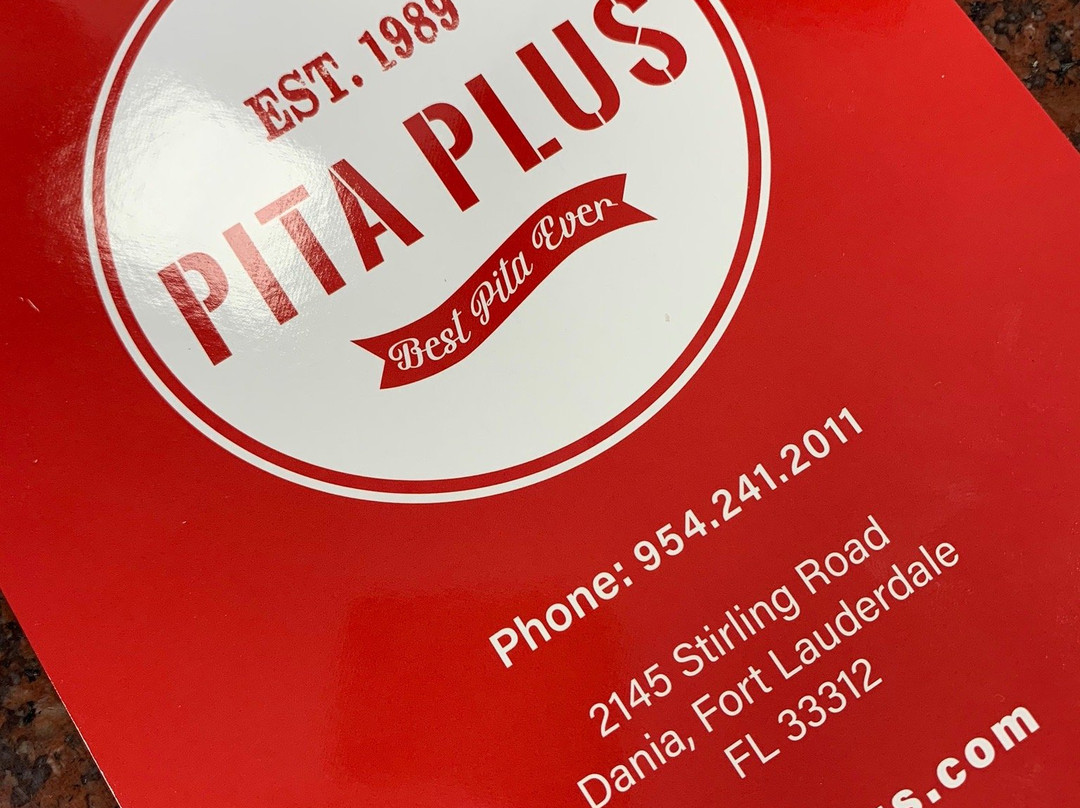 EST. 1989
PITA PLUS
Best Pita Ever
Phone: 954.241.2011
2145 Stirling Road
Dania, Fort Lauderdale
FL 33312
s.com